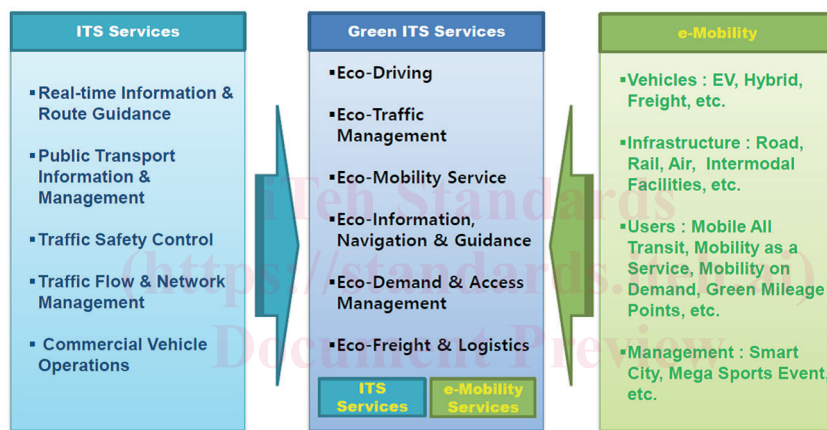 ITS Services
▪Real-time Information &
Route Guidance
▪Public Transport
Information &
Management
▪Traffic Safety Control
▪Traffic Flow & Network
Management
▪ Commercial Vehicle
Operations
Green ITS Services
▪Eco-Driving
▪Eco-Traffic
Management
▪Eco-Mobility Service
▪Eco-Information,
Navigation & Guidance
▪Eco-Demand & Access
Management
▪Eco-Freight & Logistics
ITS
Services
e-Mobility
Services
e-Mobility
▪Vehicles : EV, Hybrid,
Freight, etc.
▪Infrastructure : Road,
Rail, Air, Intermodal
Facilities, etc.
▪Users : Mobile All
Transit, Mobility as a
Service, Mobility on
Demand, Green Mileage
Points, etc.
▪Management : Smart
City, Mega Sports Event,
etc.
iTeh Standards
(https://standards.iteh.ai)
Document Preview